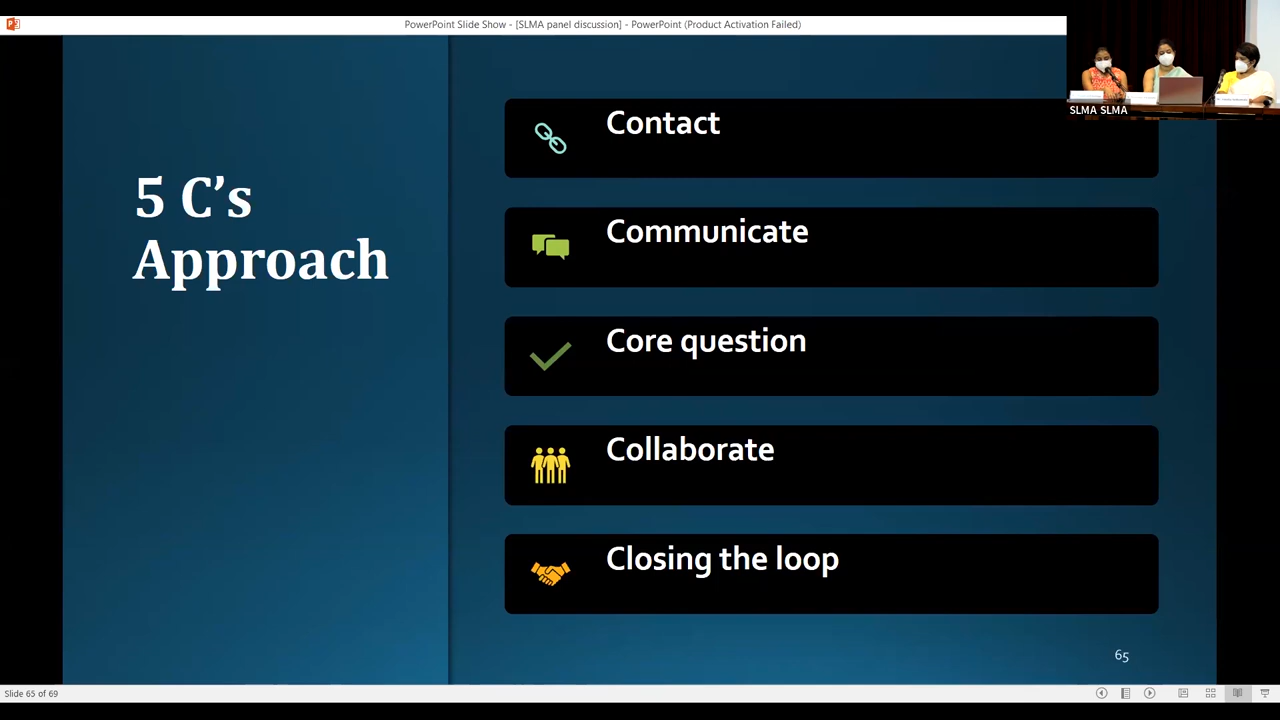 PowerPoint Slide Show - [SLMA panel discussion] - PowerPoint (Product Activation Failed)
SLMA SLMA
5 C’s
Approach
Contact
Communicate
Core question
Collaborate
Closing the loop
65
Slide 65 of 69